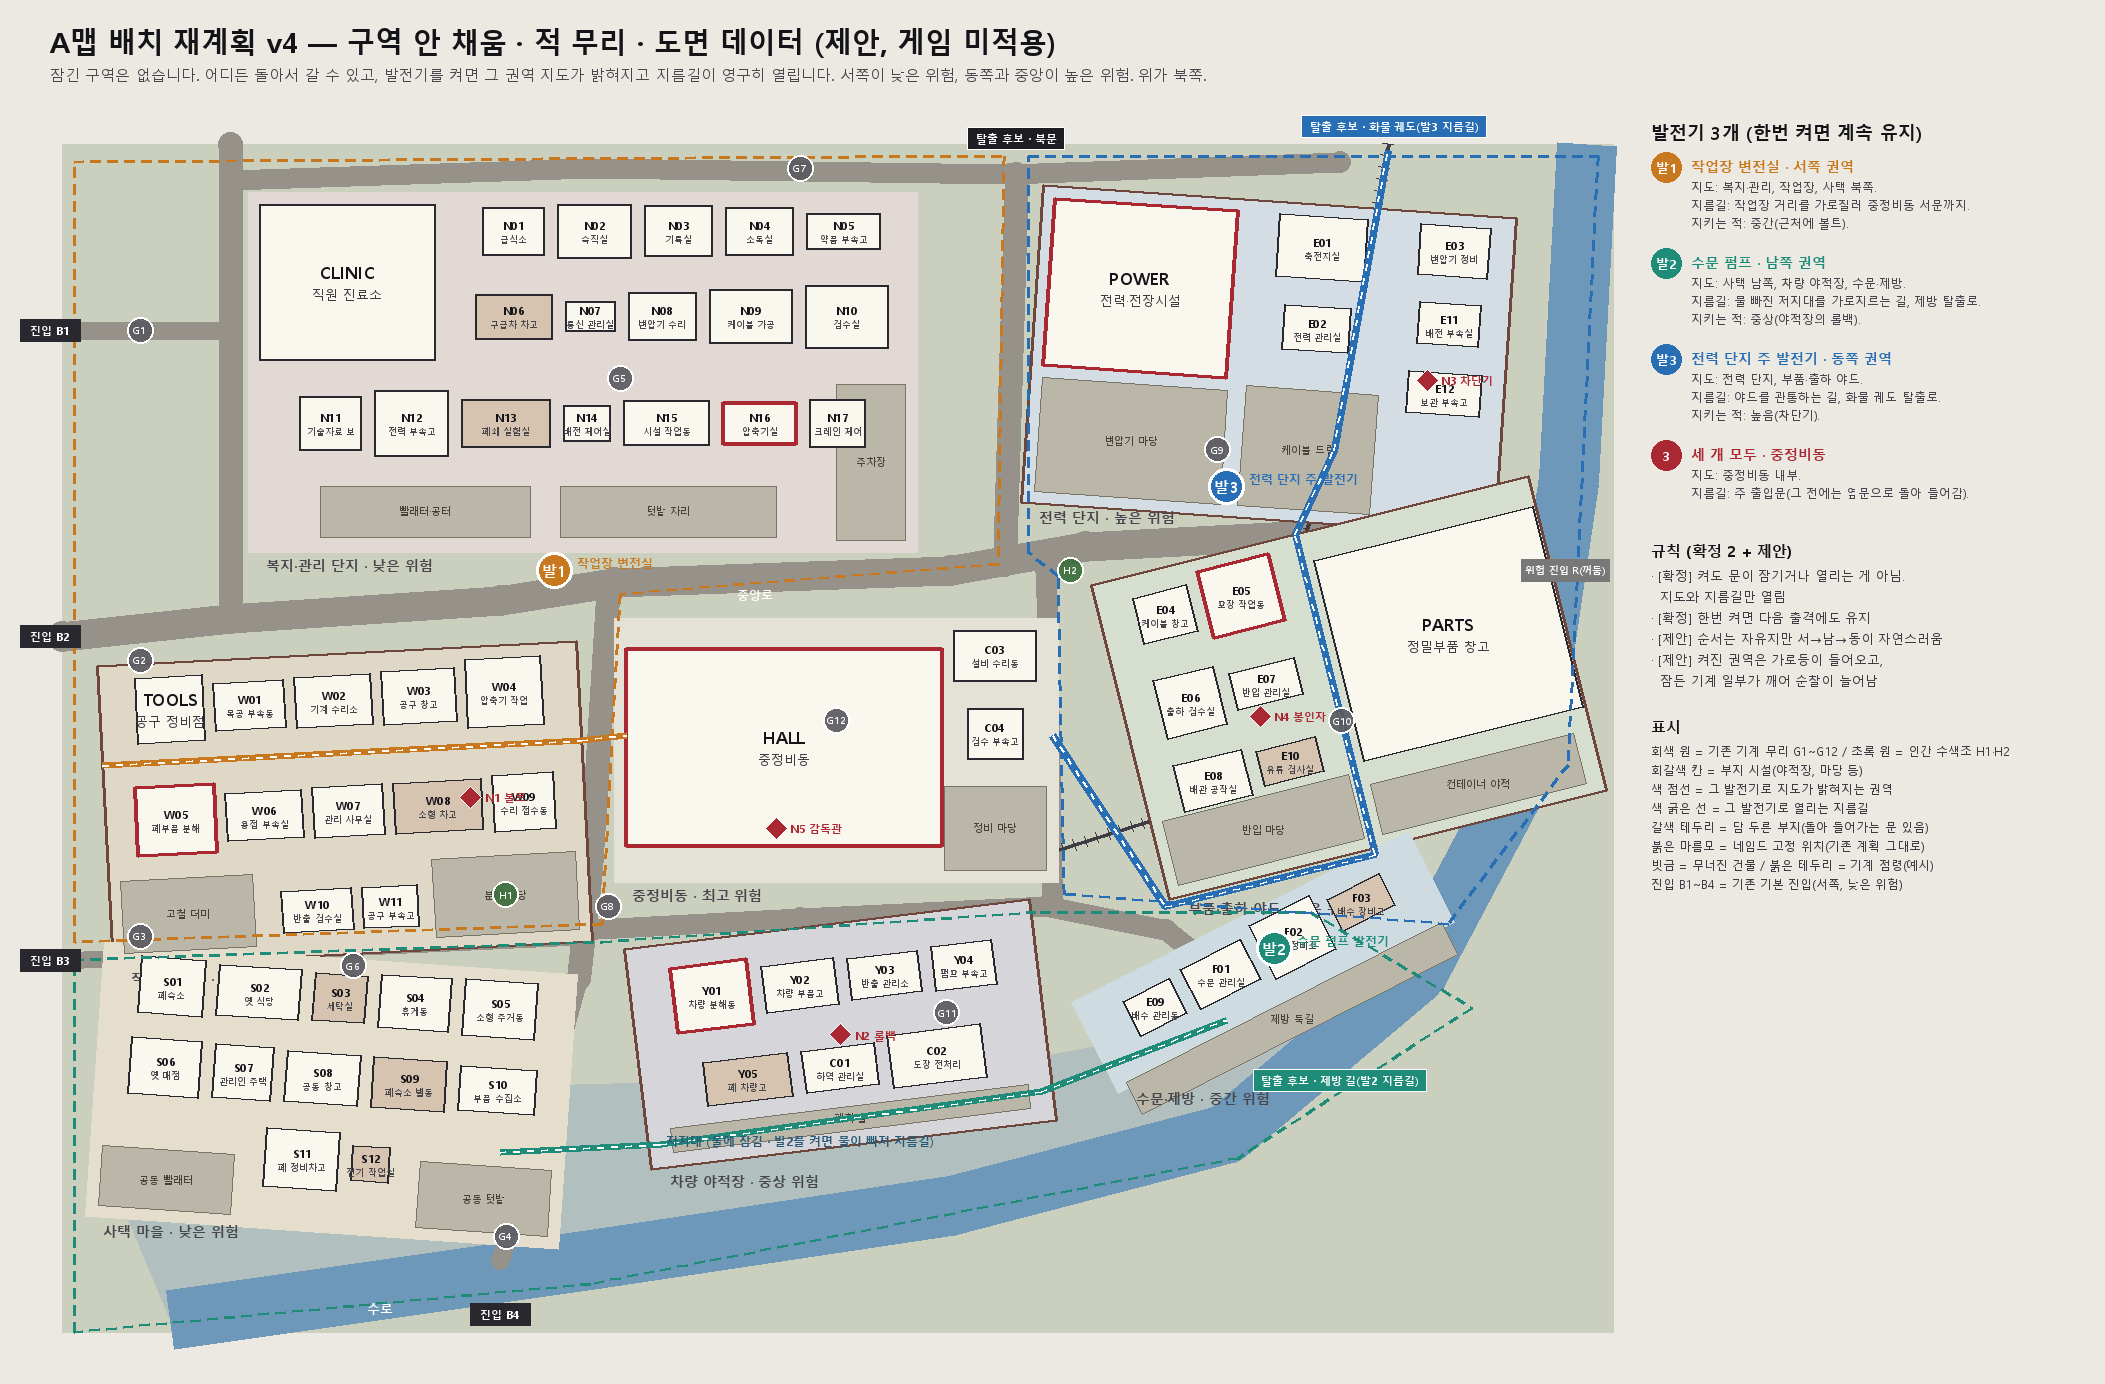 A맵 배치 재계획 v4 — 구역 안 채움 · 적 무리 · 도면 데이터 (제안, 게임 미적용)
잠긴 구역은 없습니다. 어디든 돌아서 갈 수 있고, 발전기를 켜면 그 권역 지도가 밝혀지고 지름길이 영구히 열립니다. 서쪽이 낮은 위험, 동쪽과 중앙이 높은 위험. 위가 북쪽.
탈출 후보 · 북문
탈출 후보 · 화물 궤도(발3 지름길)
G7
CLINIC
직원 진료소
N01
급식소
N02
숙직실
N03
기록실
N04
소독실
N05
약품 부속고
N06
구급차 차고
N07
통신 관리실
N08
변압기 수리
N09
케이블 가공
N10
검수실
G5
N11
기술자료 보
N12
전력 부속고
N13
폐쇄 실험실
N14
배전 제어실
N15
시설 작업동
N16
압축기실
N17
크레인 제어
주차장
빨래터·공터
텃밭 자리
복지·관리 단지 · 낮은 위험
발1
작업장 변전실
진입 B1
G1
진입 B2
중앙로
POWER
전력·전장시설
E01
축전지실
E02
전력 관리실
E03
변압기 정비
E11
배전 부속실
E12
보관 부속고
N3 차단기
변압기 마당
케이블 드럼
G9
발3
전력 단지 주 발전기
전력 단지 · 높은 위험
H2
위험 진입 R(꺼둠)
G2
TOOLS
공구 정비점
W01
목공 부속동
W02
기계 수리소
W03
공구 창고
W04
압축기 작업
W05
폐부품 분해
W06
용접 부속실
W07
관리 사무실
W08
소형 차고
N1 볼트
W09
수리 접수동
고철 더미
W10
반출 검수실
W11
공구 부속고
H1
G3
진입 B3
HALL
중정비동
G12
N5 감독관
C03
설비 수리동
C04
검수 부속고
정비 마당
중정비동 · 최고 위험
G8
E04
케이블 창고
E05
포장 작업동
E06
출하 검수실
E07
반입 관리실
N4 봉인자
G10
E08
배관 공작실
E10
유류 검사실
반입 마당
PARTS
정밀부품 창고
컨테이너 야적
부품·출하 야드
F03
배수 장비고
F02
발2
수문 펌프 발전기
F01
수문 관리실
E09
배수 관리동
제방 둑길
수문·제방 · 중간 위험
탈출 후보 · 제방 길(발2 지름길)
S01
폐숙소
S02
옛 식당
G6
S03
세탁실
S04
휴게동
S05
소형 주거동
S06
옛 매점
S07
관리인 주택
S08
공동 창고
S09
폐숙소 별동
S10
부품 수집소
S11
폐 정비차고
S12
전기 작업실
공동 빨래터
공동 텃밭
G4
사택 마을 · 낮은 위험
진입 B4
수로
Y01
차량 분해동
Y02
차량 부품고
Y03
반출 관리소
Y04
펌프 부속고
G11
N2 롤백
Y05
폐 차량고
C01
하역 관리실
C02
도장 전처리
저지대 (물에 잠김 · 발2를 켜면 물이 빠져 지름길)
차량 야적장 · 중상 위험
발전기 3개 (한번 켜면 계속 유지)
발1
작업장 변전실 · 서쪽 권역
지도: 복지·관리, 작업장, 사택 북쪽.
지름길: 작업장 거리를 가로질러 중정비동 서문까지.
지키는 적: 중간(근처에 볼트).
발2
수문 펌프 · 남쪽 권역
지도: 사택 남쪽, 차량 야적장, 수문·제방.
지름길: 물 빠진 저지대를 가로지르는 길, 제방 탈출로.
지키는 적: 중상(야적장의 롤백).
발3
전력 단지 주 발전기 · 동쪽 권역
지도: 전력 단지, 부품·출하 야드.
지름길: 야드를 관통하는 길, 화물 궤도 탈출로.
지키는 적: 높음(차단기).
3
세 개 모두 · 중정비동
지도: 중정비동 내부.
지름길: 주 출입문(그 전에는 옆문으로 돌아 들어감).
규칙 (확정 2 + 제안)
· [확정] 켜도 문이 잠기거나 열리는 게 아님.
지도와 지름길만 열림
· [확정] 한번 켜면 다음 출격에도 유지
· [제안] 순서는 자유지만 서→남→동이 자연스러움
· [제안] 켜진 권역은 가로등이 들어오고,
잠든 기계 일부가 깨어 순찰이 늘어남
표시
회색 원 = 기존 기계 무리 G1~G12 / 초록 원 = 인간 수색조 H1·H2
회갈색 칸 = 부지 시설(야적장, 마당 등)
색 점선 = 그 발전기로 지도가 밝혀지는 권역
색 굵은 선 = 그 발전기로 열리는 지름길
갈색 테두리 = 담 두른 부지(돌아 들어가는 문 있음)
붉은 마름모 = 네임드 고정 위치(기존 계획 그대로)
빗금 = 무너진 건물 / 붉은 테두리 = 기계 점령(예시)
진입 B1~B4 = 기존 기본 진입(서쪽, 낮은 위험)